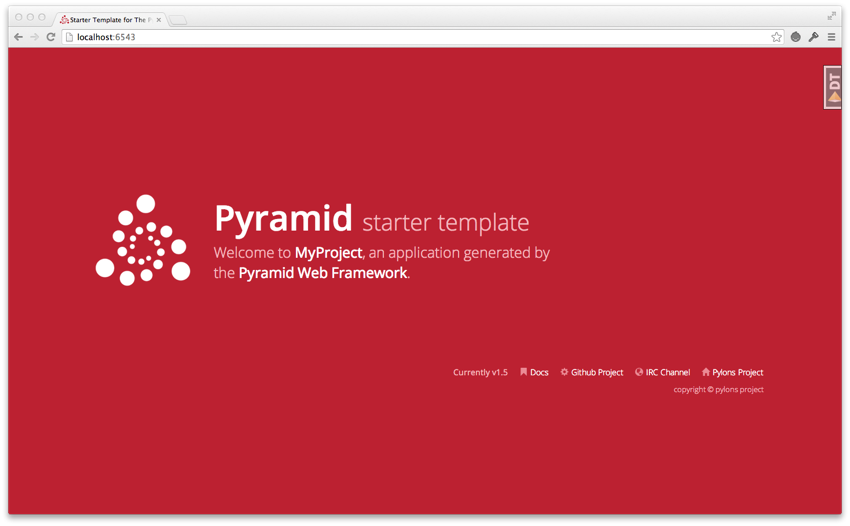 Starter Template for The P
localhost:6543
DT
Pyramid starter template
Welcome to MyProject, an application generated by
the Pyramid Web Framework.
Currently v1.5 Docs Github Project IRC Channel Pylons Project
copyright © pylons project